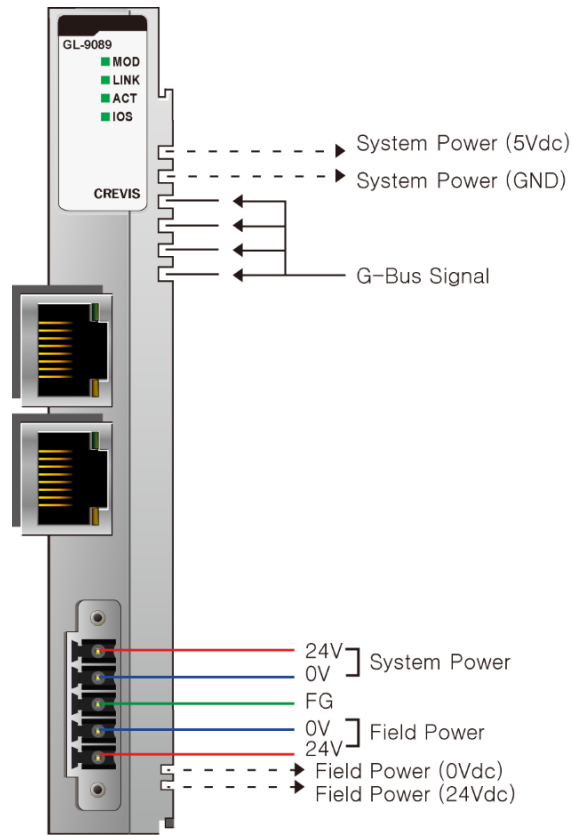 GL-9089
MOD
LINK
ACT
IOS
CREVIS
System Power (5Vdc)
System Power (GND)
G-Bus Signal
24V
0V
System Power
FG
0V
24V
Field Power
Field Power (0Vdc)
Field Power (24Vdc)